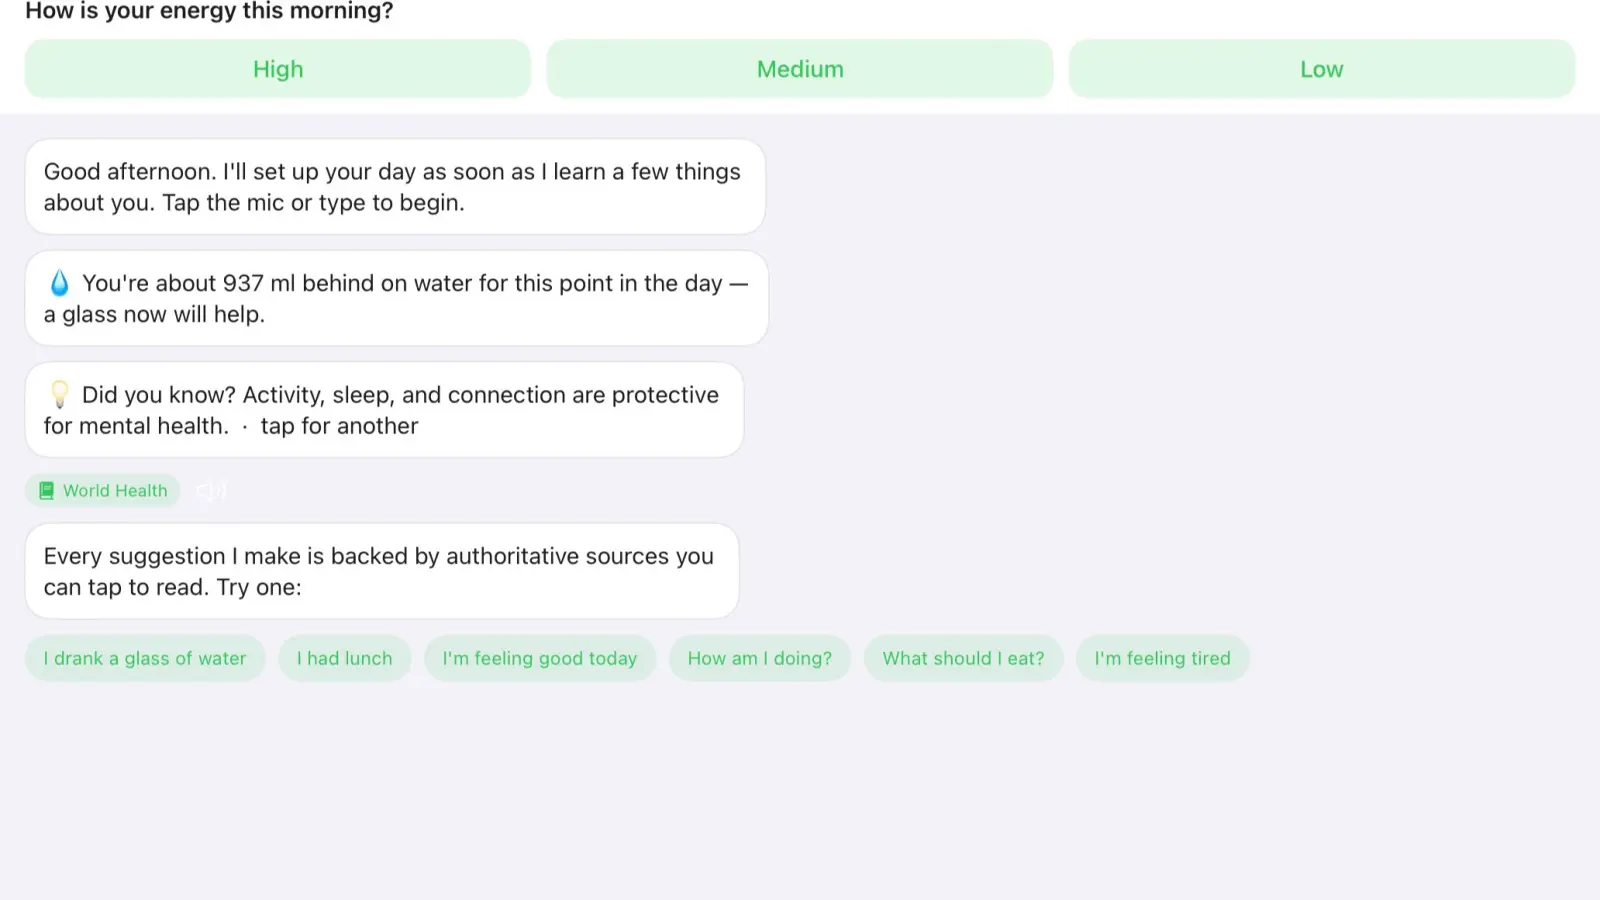 How is your energy this morning?
High
Medium
Low
Good afternoon. I'll set up your day as soon as I learn a few things
about you. Tap the mic or type to begin.
💧 You're about 937 ml behind on water for this point in the day —
a glass now will help.
💡 Did you know? Activity, sleep, and connection are protective
for mental health. · tap for another
World Health
Every suggestion I make is backed by authoritative sources you
can tap to read. Try one:
I drank a glass of water
I had lunch
I'm feeling good today
How am I doing?
What should I eat?
I'm feeling tired